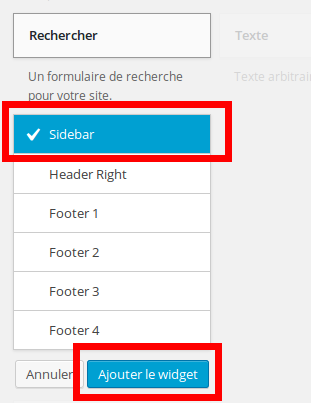 Rechercher
Texte
Un formulaire de recherche
pour votre site.
Texte arbitrair
Sidebar
Header Right
Footer 1
Footer 2
Footer 3
Footer 4
Annuler
Ajouter le widget